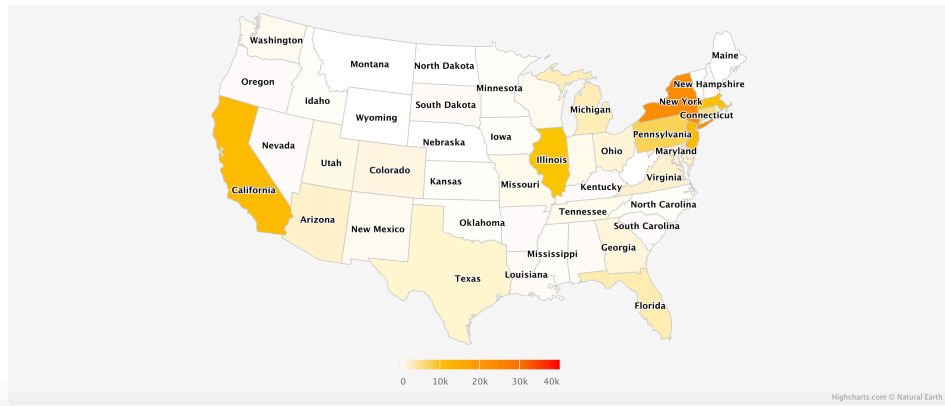 Washington
Maine
Montana
North Dakota
Minnesota
New Hampshire
Oregon
Idaho
South Dakota
Michigan
New York
Wyoming
Connecticut
Nevada
Nebraska
Iowa
Pennsylvania
Utah
Illinois
Ohio
Maryland
Colorado
Kansas
Missouri
Kentucky
Virginia
California
Arizona
New Mexico
Oklahoma
Tennessee
North Carolina
Mississippi
Georgia
South Carolina
Texas
Louisiana
Florida
0 10k 20k 30k 40k
Highcharts.com © Natural Earth